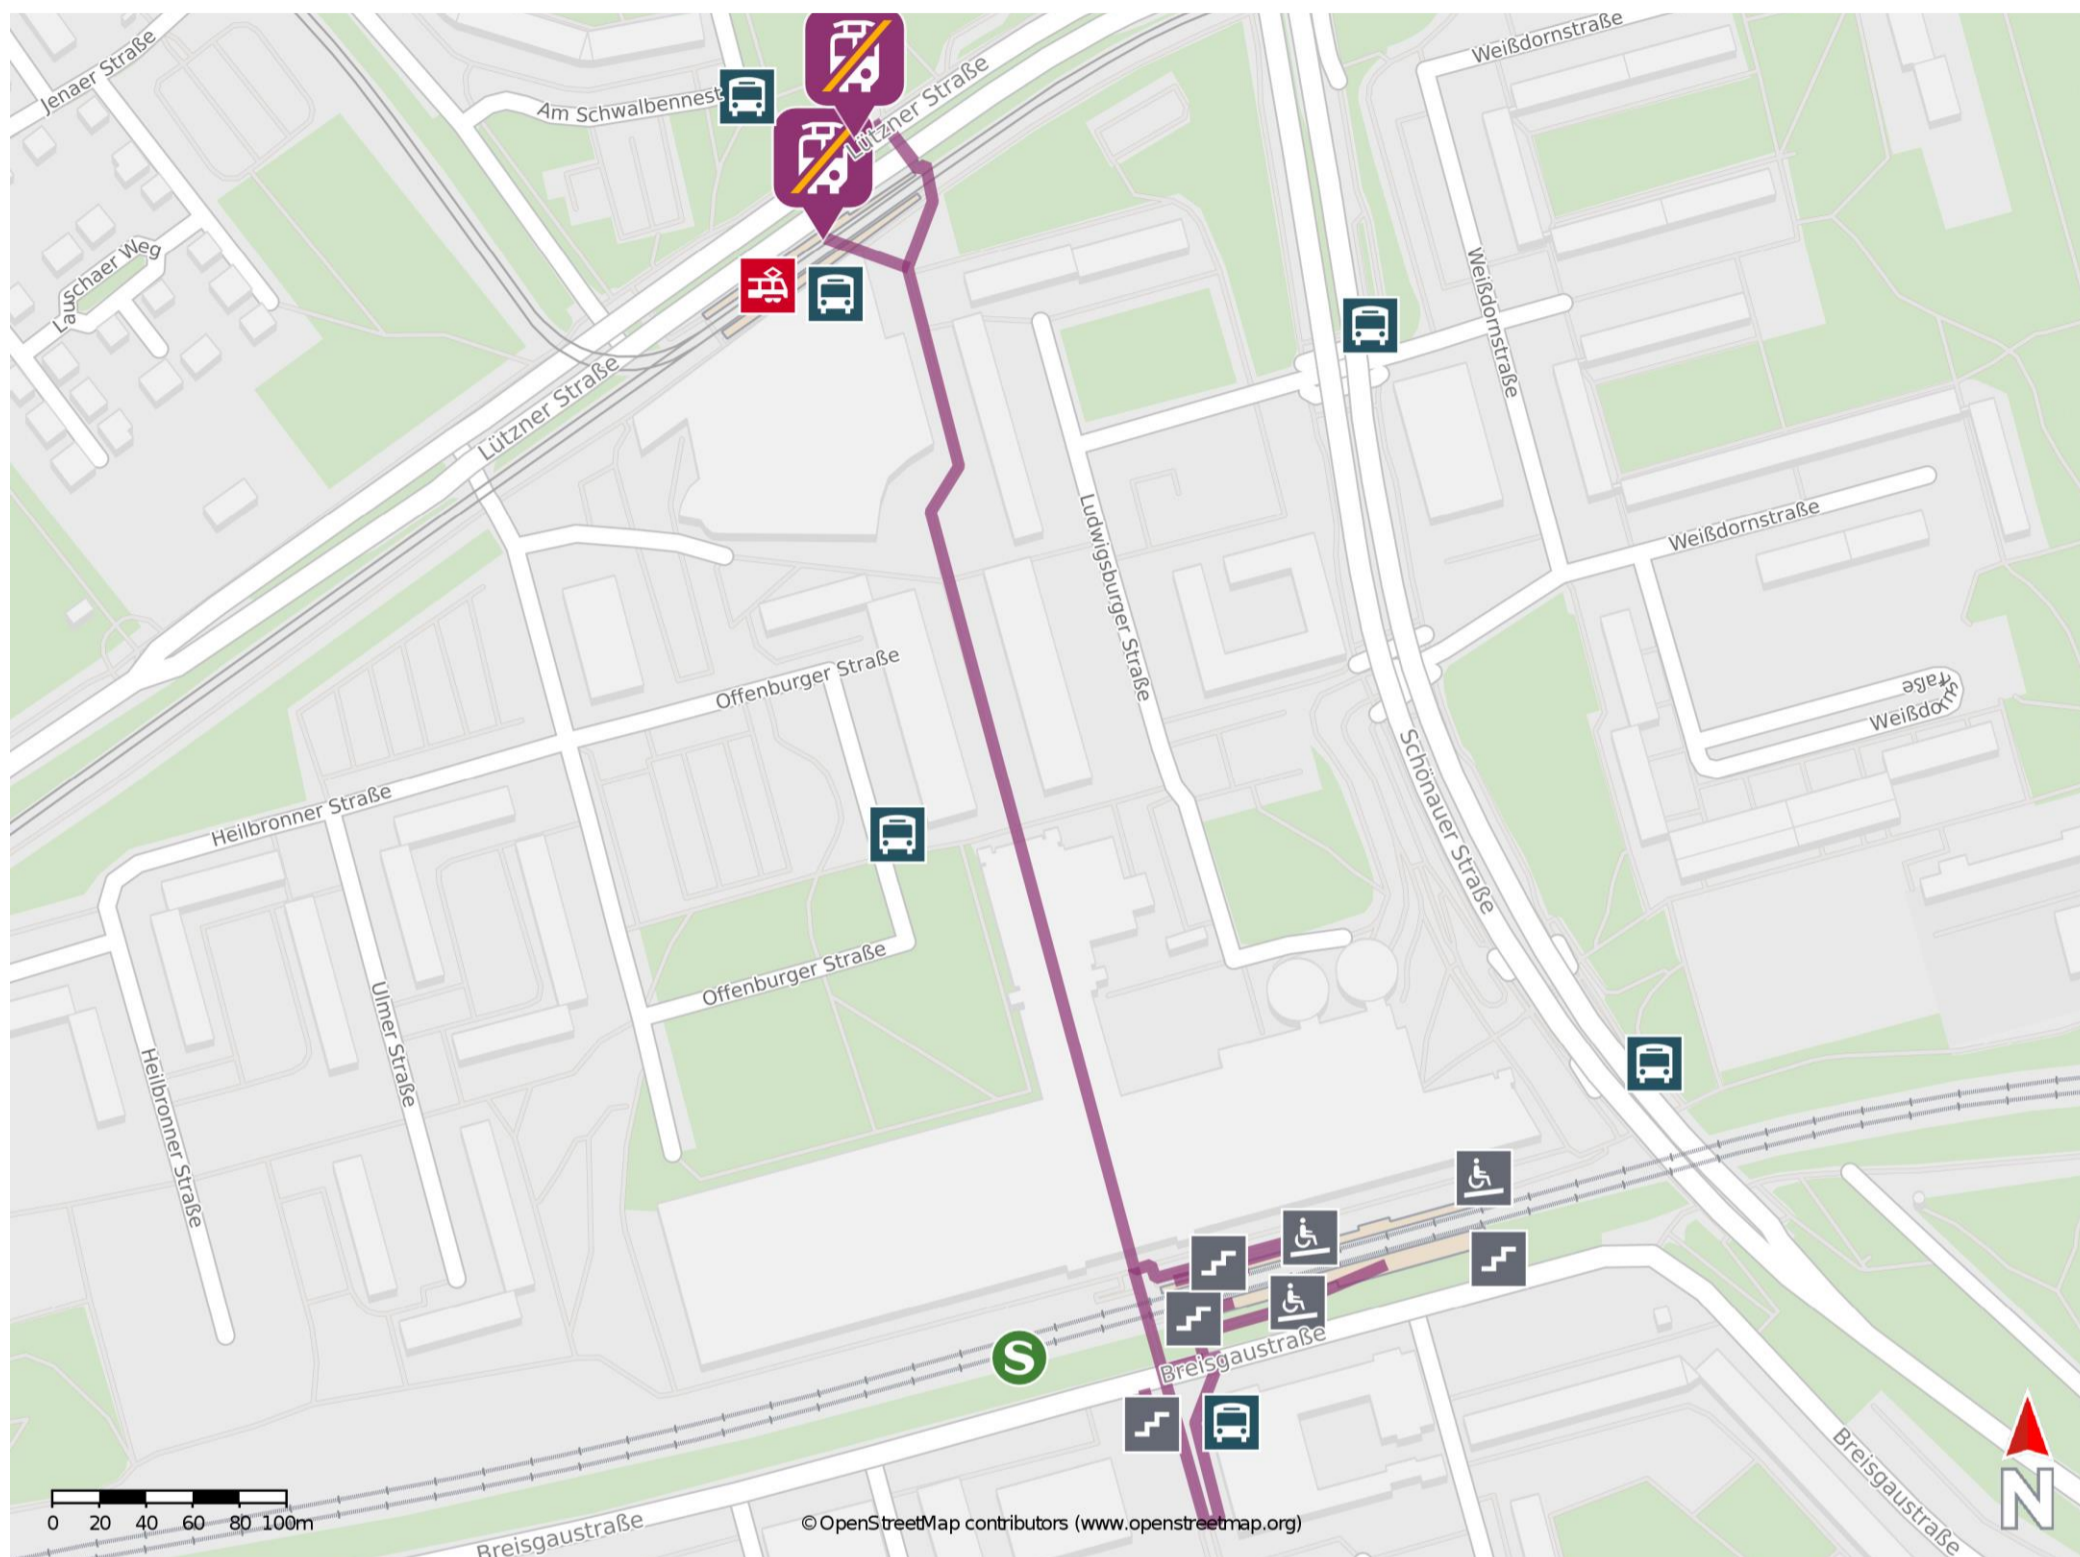 Weißdornstraße
Jenaer Straße
Lützner Straße
Am Schwalbennest
Lauschaer Weg
Weißdornstraße
Lützner Straße
Ludwigsburger Straße
Weißdornstraße
Offenburger Straße
Weißdornstraße
Schönauer Straße
Heilbronner Straße
Offenburger Straße
Ulmer Straße
Heilbronner Straße
S
Breisgaustraße
Breisgaustraße
N
0 20 40 60 80 100m
Breisgaustraße
©OpenStreetMap contributors (www.openstreetmap.org)